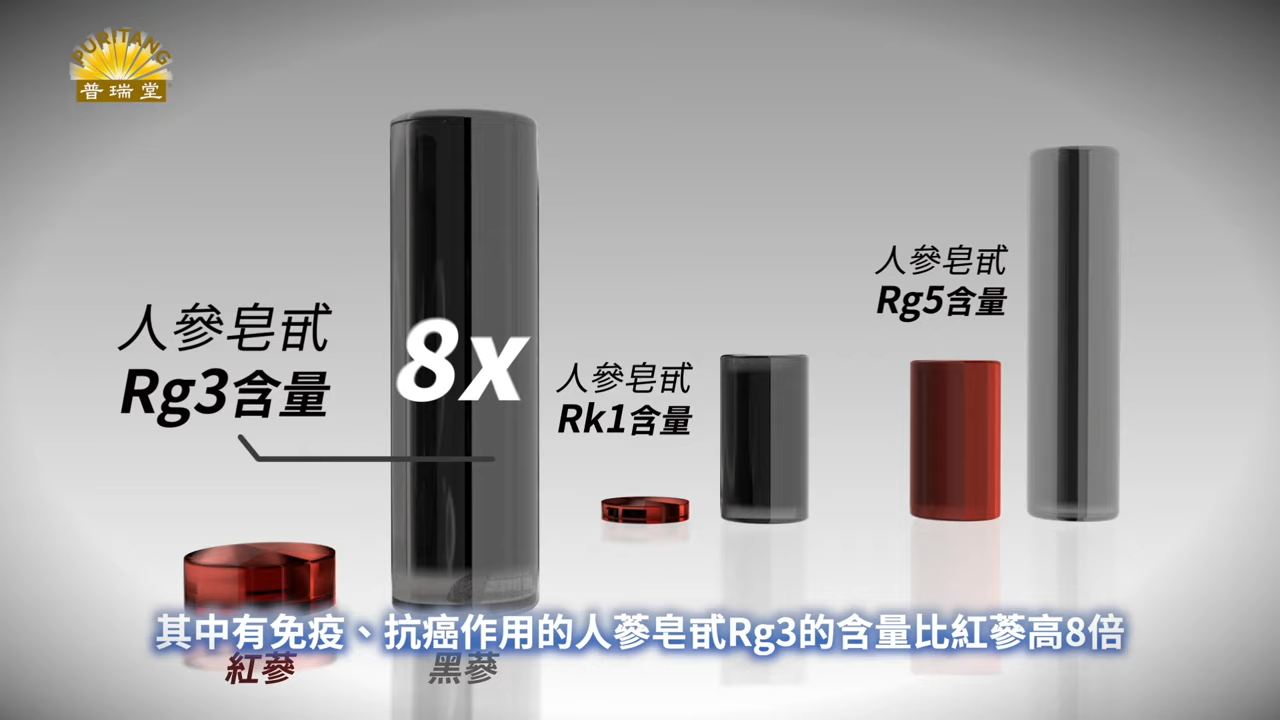 PURITANG
普瑞堂
人參皂甙
Rg3含量
8x
人參皂甙
Rk1含量
人參皂甙
Rg5含量
其中有免疫、抗癌作用的人蔘皂甙Rg3的含量比紅蔘高8倍
紅蔘
黑蔘